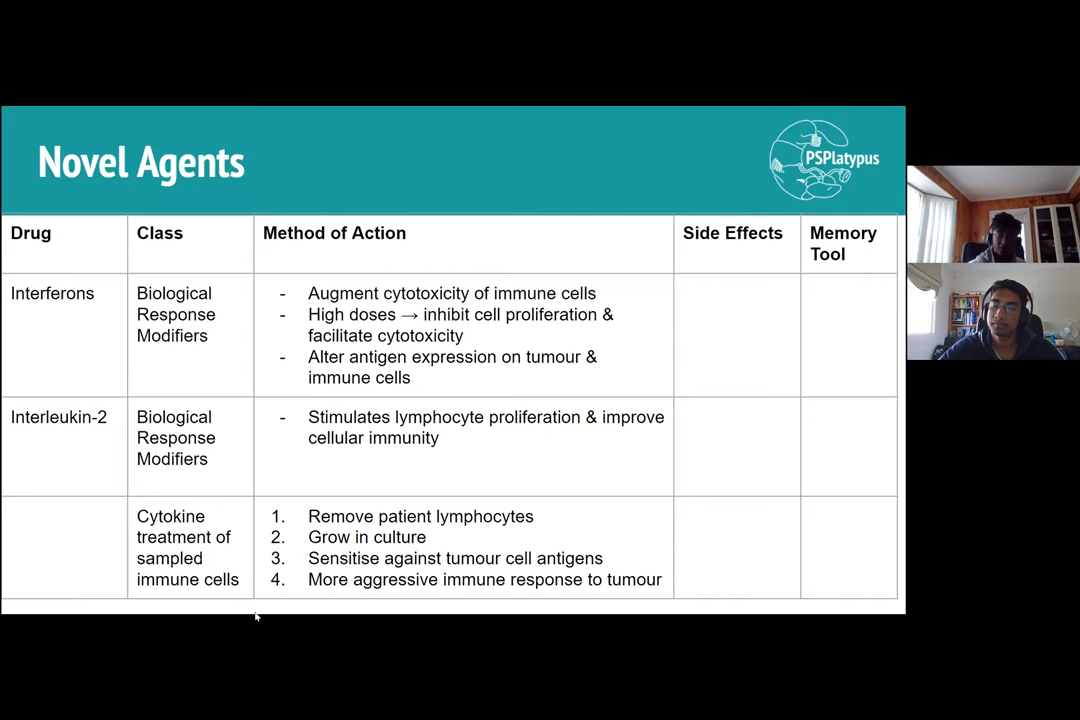 Novel Agents
PSPlatypus
Drug
Class
Method of Action
Side Effects
Memory
Tool
Interferons
Biological
Response
Modifiers
- Augment cytotoxicity of immune cells
- High doses → inhibit cell proliferation &
facilitate cytotoxicity
- Alter antigen expression on tumour &
immune cells
Interleukin-2
Biological
Response
Modifiers
- Stimulates lymphocyte proliferation & improve
cellular immunity
Cytokine
treatment of
sampled
immune cells
1. Remove patient lymphocytes
2. Grow in culture
3. Sensitise against tumour cell antigens
4. More aggressive immune response to tumour